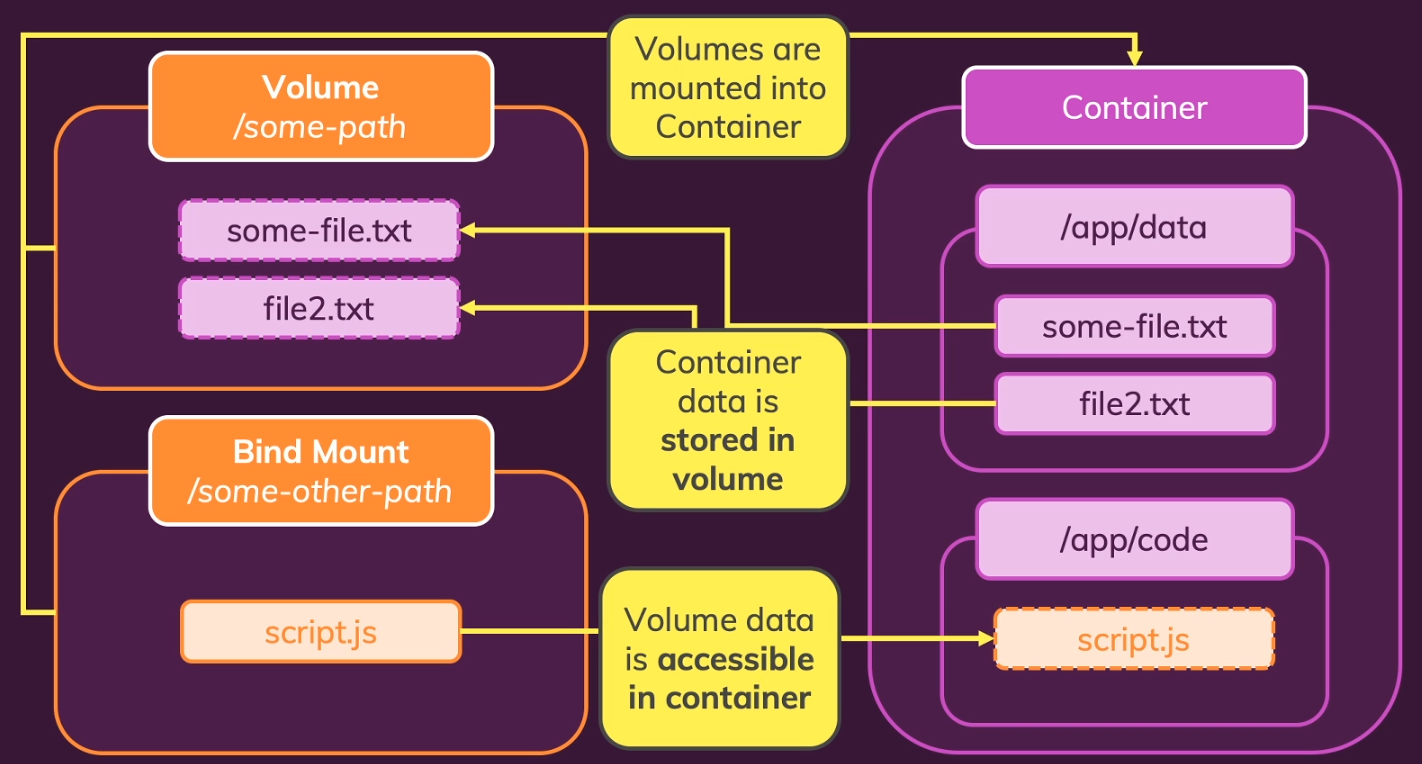 Volume
/some-path
some-file.txt
file2.txt
Bind Mount
/some-other-path
script.js
Volumes are
mounted into
Container
Container
data is
stored in
volume
Volume data
is accessible
in container
Container
/app/data
some-file.txt
file2.txt
/app/code
script.js